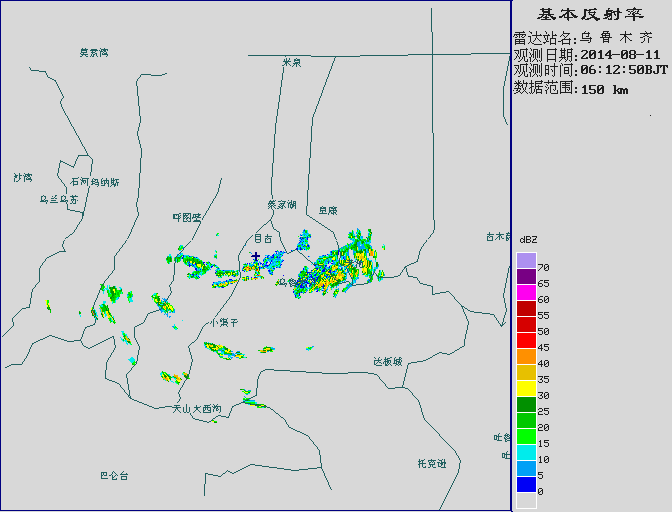 基本反射率
雷达站名:乌 鲁 木 齐
观测日期:2014-08-11
观测时间:06:12:50BJT
数据范围:150 km
莫索湾
米泉
沙湾
石河 玛纳斯
乌兰乌苏
呼图壁
蔡家湖
阜康
昌吉
小渠子
达板城
天山大西沟
巴仑台
托克逊
吉木萨
吐鲁
吐
dBZ
70
65
60
55
50
45
40
35
30
25
20
15
10
5
0